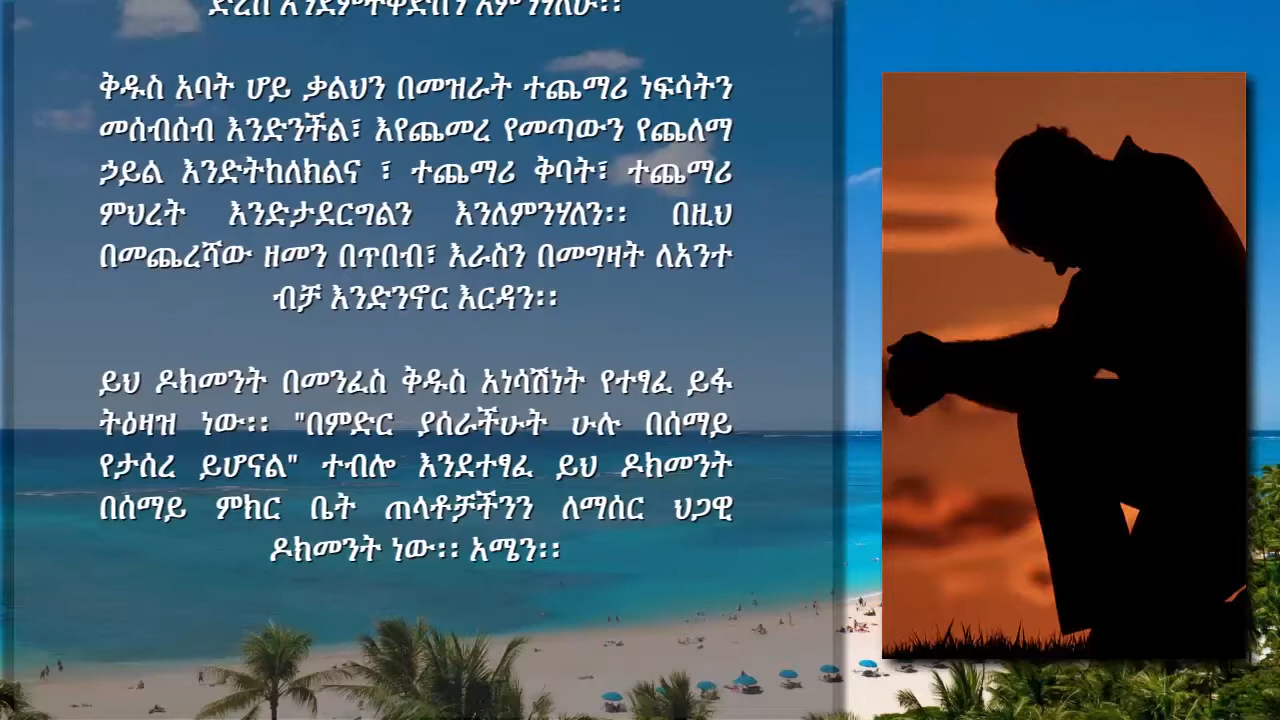 ቅዱስ አባት ሆይ ቃልህን በመዝራት ተጨማሪ ነፍሳትን
መሰብሰብ እንድንችል፣ እየጨመረ የመጣውን የጨለማ
ኃይል እንድትከለክልና ፣ ተጨማሪ ቅባት፣ ተጨማሪ
ምህረት እንድታደርግልን እንለምንሃለን፡፡ በዚህ
በመጨረሻው ዘመን በጥበብ፣ እራስን በመግዛት ለአንተ
ብቻ እንድንኖር እርዳን፡፡
ይህ ዶክመንት በመንፈስ ቅዱስ አነሳሽነት የተፃፈ ይፋ
ትዕዛዝ ነው፡፡ "በምድር ያሰራችሁት ሁሉ በሰማይ
የታሰረ ይሆናል" ተብሎ እንደተፃፈ ይህ ዶክመንት
በሰማይ ምክር ቤት ጠላቶቻችንን ለማሰር ህጋዊ
ዶክመንት ነው፡፡ አሜን፡፡